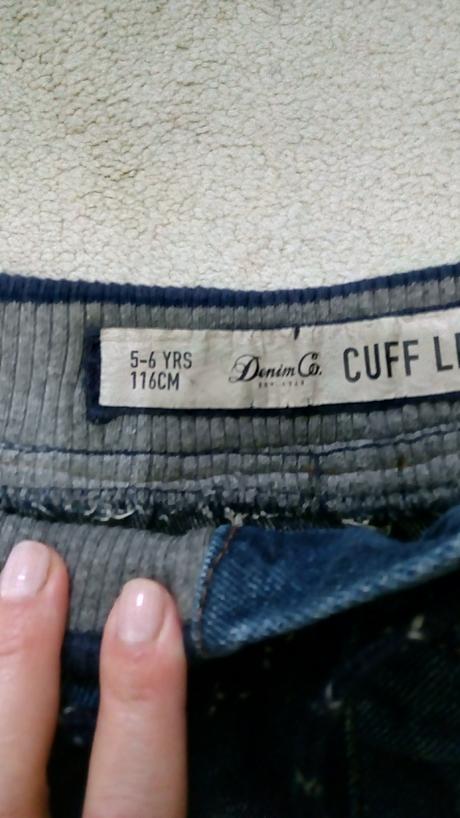 5-6 YRS
116CM
Denim Co.
CUFF